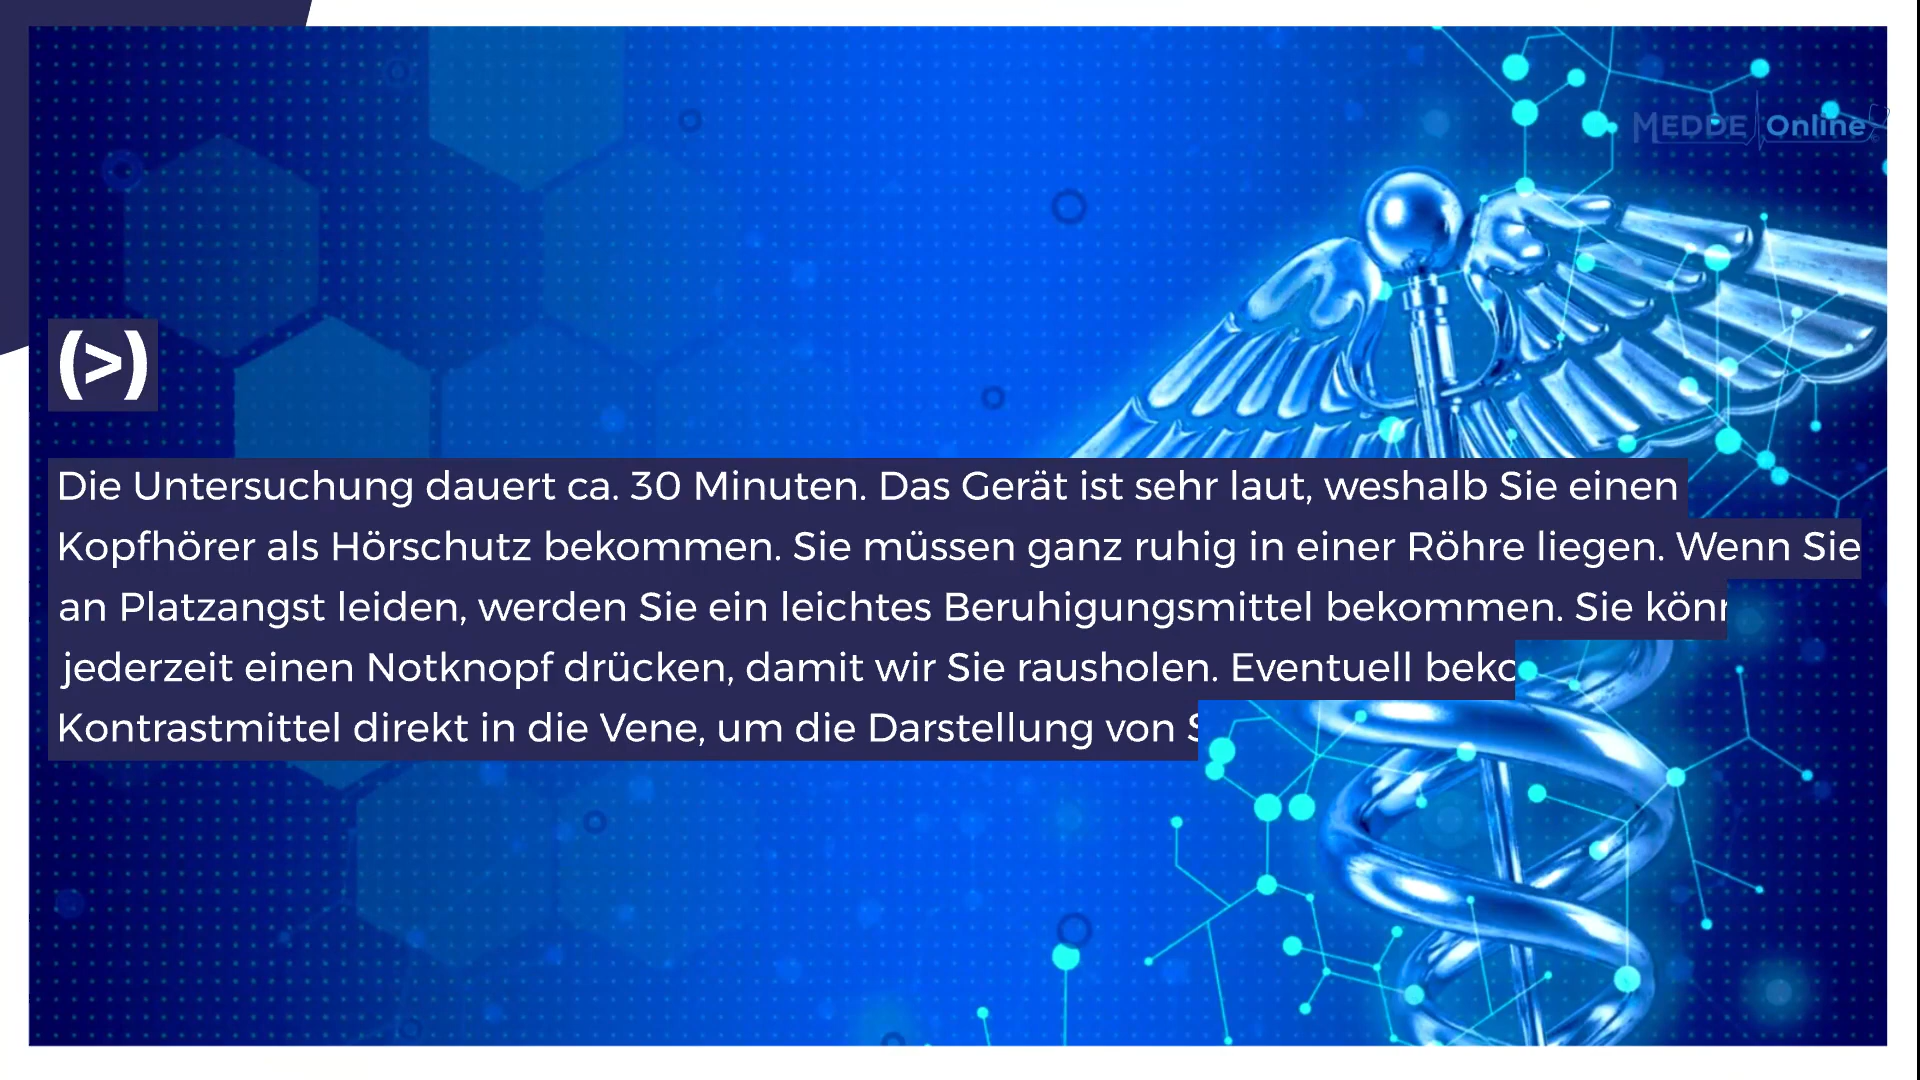 MEDDE Online
(>)
Die Untersuchung dauert ca. 30 Minuten. Das Gerät ist sehr laut, weshalb Sie einen
Kopfhörer als Hörschutz bekommen. Sie müssen ganz ruhig in einer Röhre liegen. Wenn Sie
an Platzangst leiden, werden Sie ein leichtes Beruhigungsmittel bekommen. Sie
jederzeit einen Notknopf drücken, damit wir Sie rausholen. Eventuell
Kontrastmittel direkt in die Vene, um die Darstellung von